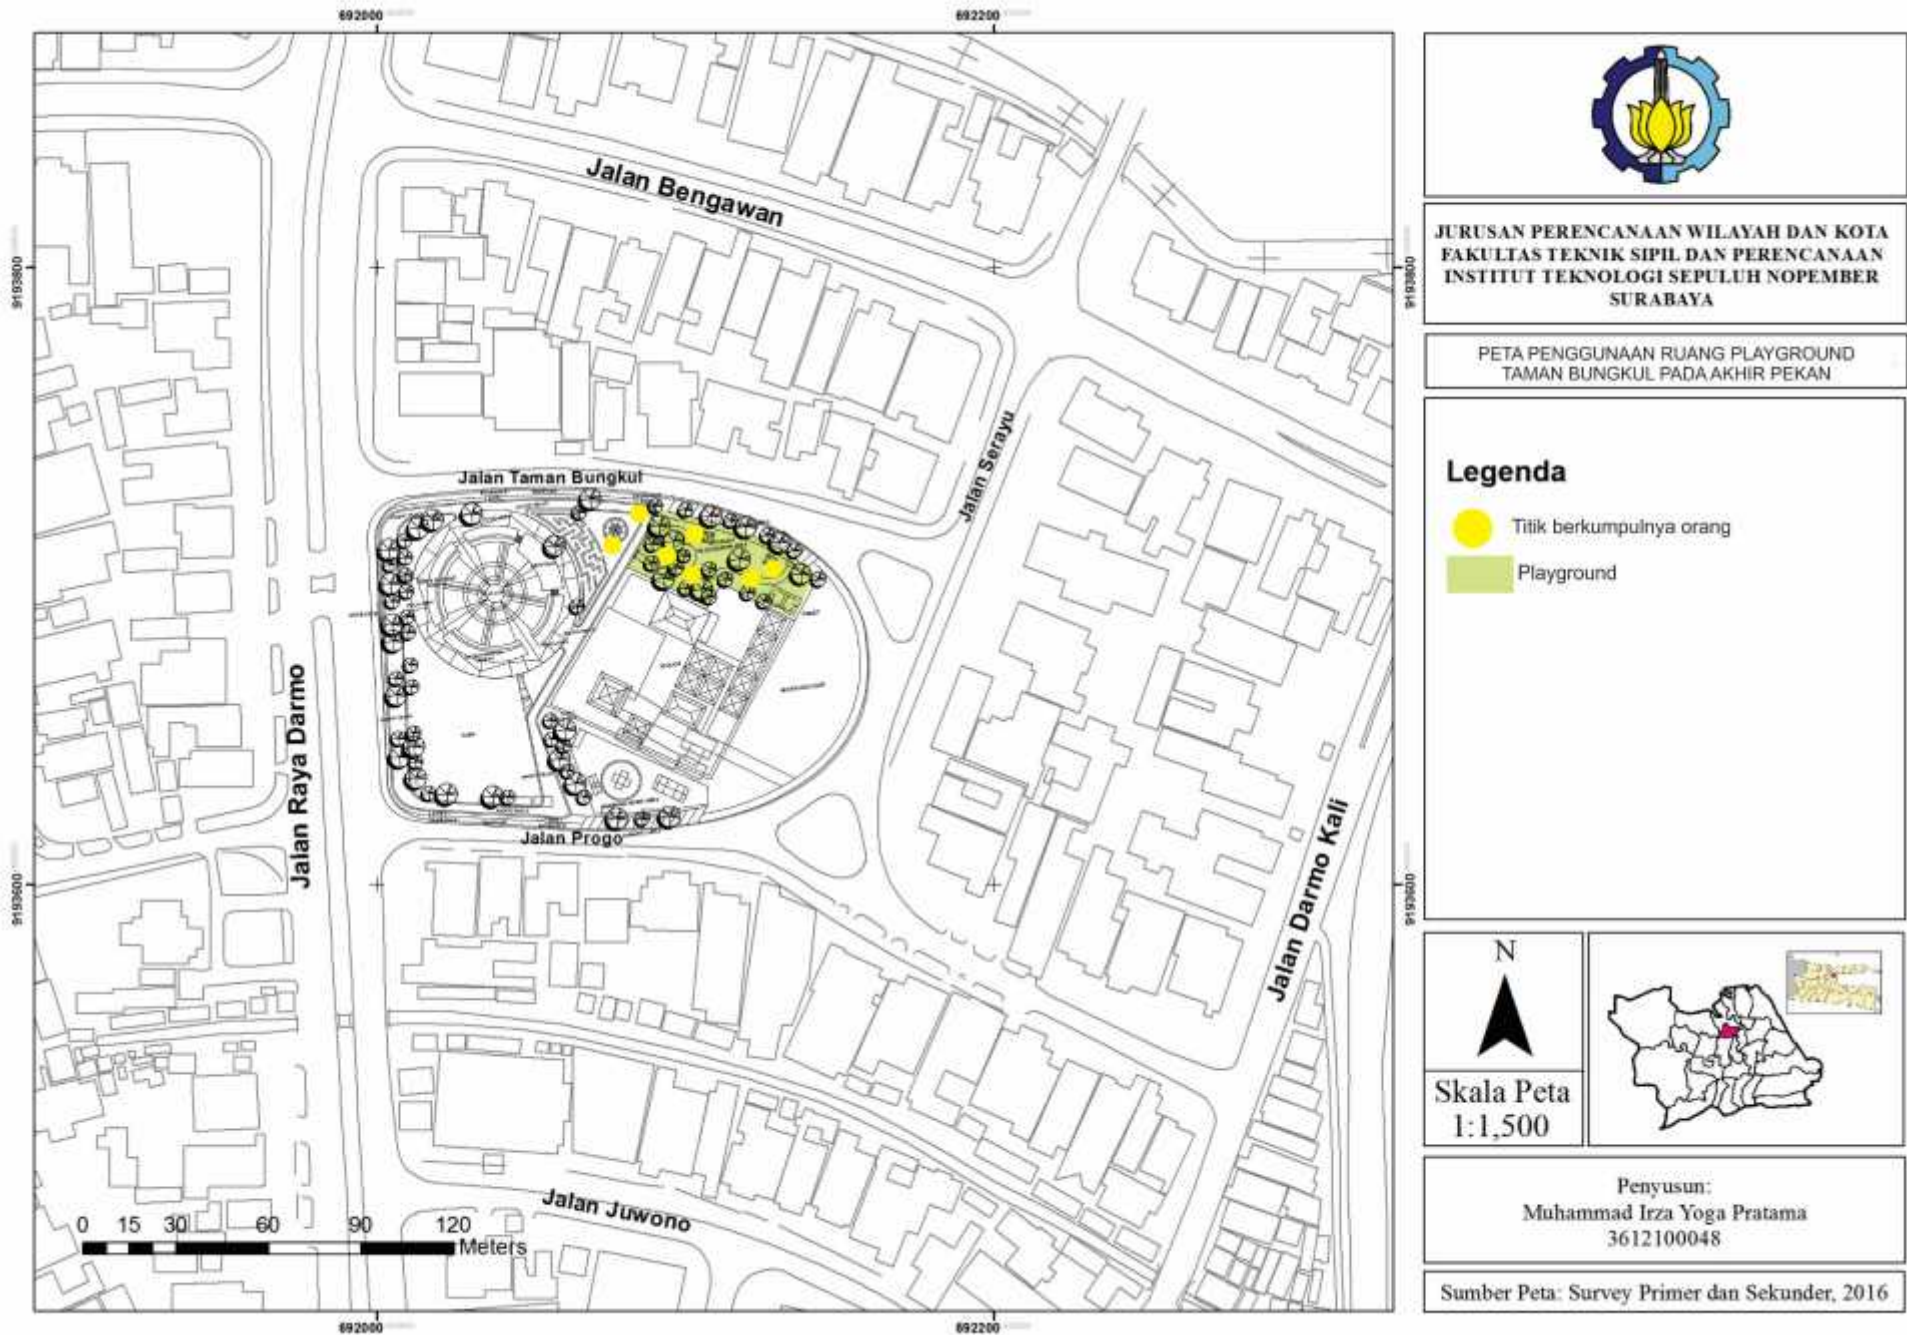 692000
692200
9193800
9193800
Jalan Bengawan
Jalan Serayu
Jalan Taman Bungkul
Jalan Raya Darmo
Jalan Progo
Jalan Darmo Kali
9193600
9193600
Jalan Juwono
0 15 30 60 90 120
Meters
692000
692200
JURUSAN PERENCANAAN WILAYAH DAN KOTA
FAKULTAS TEKNIK SIPIL DAN PERENCANAAN
INSTITUT TEKNOLOGI SEPULUH NOPEMBER
SURABAYA
PETA PENGGUNAAN RUANG PLAYGROUND
TAMAN BUNGKUL PADA AKHIR PEKAN
Legenda
Titik berkumpulnya orang
Playground
N
Skala Peta
1:1,500
Penyusun:
Muhammad Irza Yoga Pratama
3612100048
Sumber Peta: Survey Primer dan Sekunder, 2016